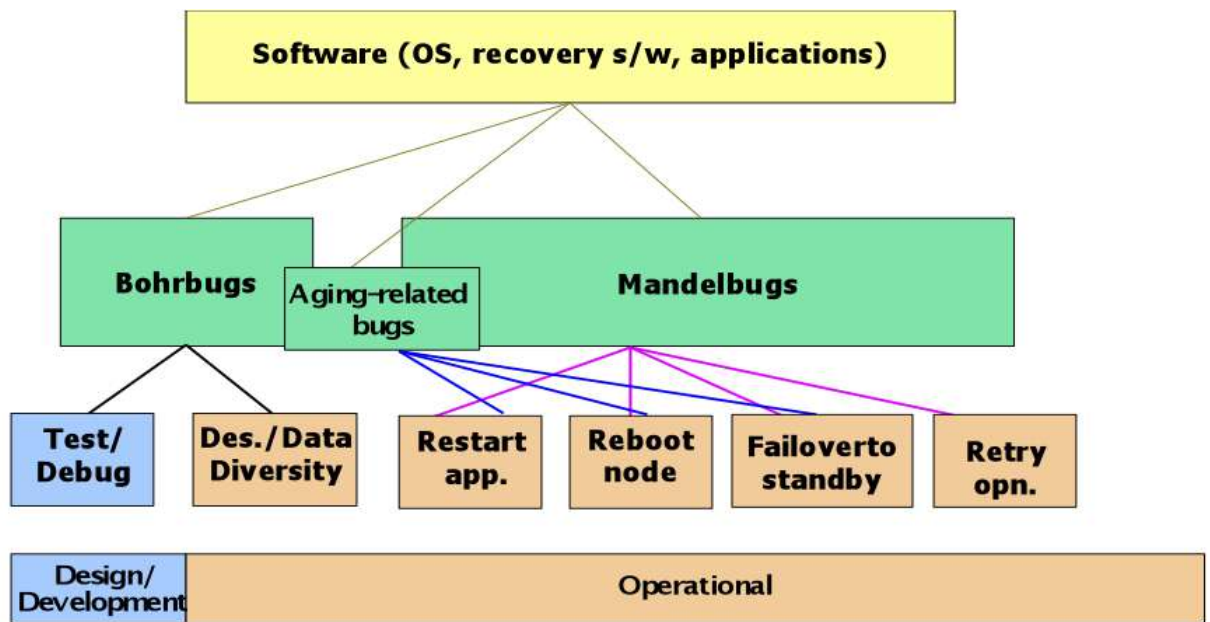 Software (OS, recovery s/w, applications)
Bohrbugs
Aging-related
bugs
Mandelbugs
Test/
Debug
Des./Data
Diversity
Restart
app.
Reboot
node
Failoverto
standby
Retry
opn.
Design/
Development
Operational